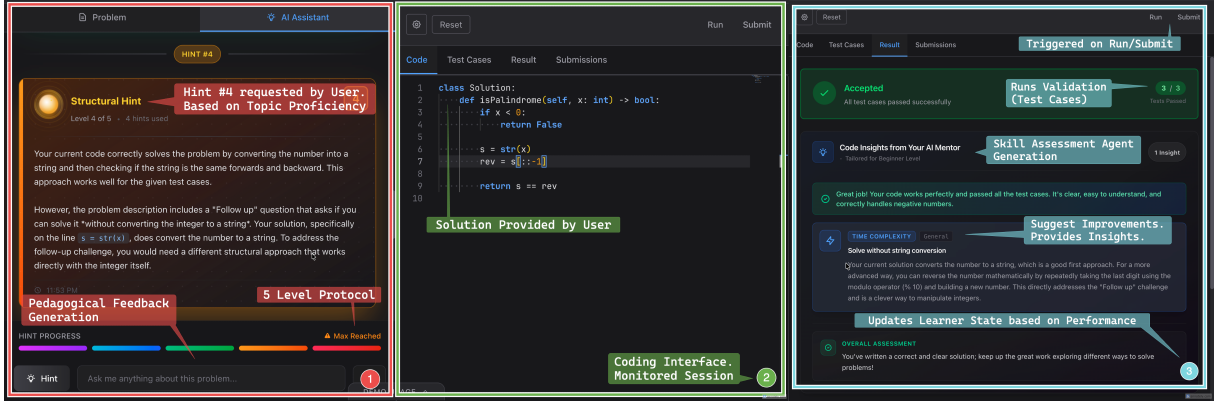 Problem
AI Assistant
HINT #4
Structural Hint
Level 4 of 5 • 4 hints used
Hint #4 requested by User.
Based on Topic Proficiency
Your current code correctly solves the problem by converting the number into a
string and then checking if the string is the same forwards and backward. This
approach works well for the given test cases.
However, the problem description includes a "Follow up" question that asks if you
can solve it *without converting the integer to a string*. Your solution, specifically
on the line s = str(x) , does convert the number to a string. To address the
follow-up challenge, you would need a different structural approach that works
directly with the integer itself.
11:53 PM
Pedagogical Feedback
Generation
5 Level Protocol
HINT PROGRESS
Max Reached
Hint
Ask me anything about this problem...
1
Reset
Run
Submit
Code
Test Cases
Result
Submissions
1 class Solution:
2 def isPalindrome(self, x: int) -> bool:
3 if x < 0:
4 return False
5
6 s = str(x)
7 rev = s[::-1]
8
9 return s == rev
10
Solution Provided by User
Coding Interface.
Monitored Session
2
Reset
Run
Submit
Triggered on Run/Submit
Code
Test Cases
Result
Submissions
Accepted
All test cases passed successfully
Runs Validation
(Test Cases)
3 / 3
Tests Passed
Code Insights from Your AI Mentor
Tailored for Beginner Level
Skill Assessment Agent
Generation
1 Insight
Great job! Your code works perfectly and passed all the test cases. It's clear, easy to understand, and
correctly handles negative numbers.
TIME COMPLEXITY
General
Suggest Improvements.
Provides Insights.
Solve without string conversion
Your current solution converts the number to a string, which is a good first approach. For a more
advanced way, you can reverse the number mathematically by repeatedly taking the last digit using the
modulo operator (% 10) and building a new number. This directly addresses the "Follow up" challenge
and is a clever way to manipulate integers.
Updates Learner State based on Performance
OVERALL ASSESSMENT
You've written a correct and clear solution; keep up the great work exploring different ways to solve
problems!
3